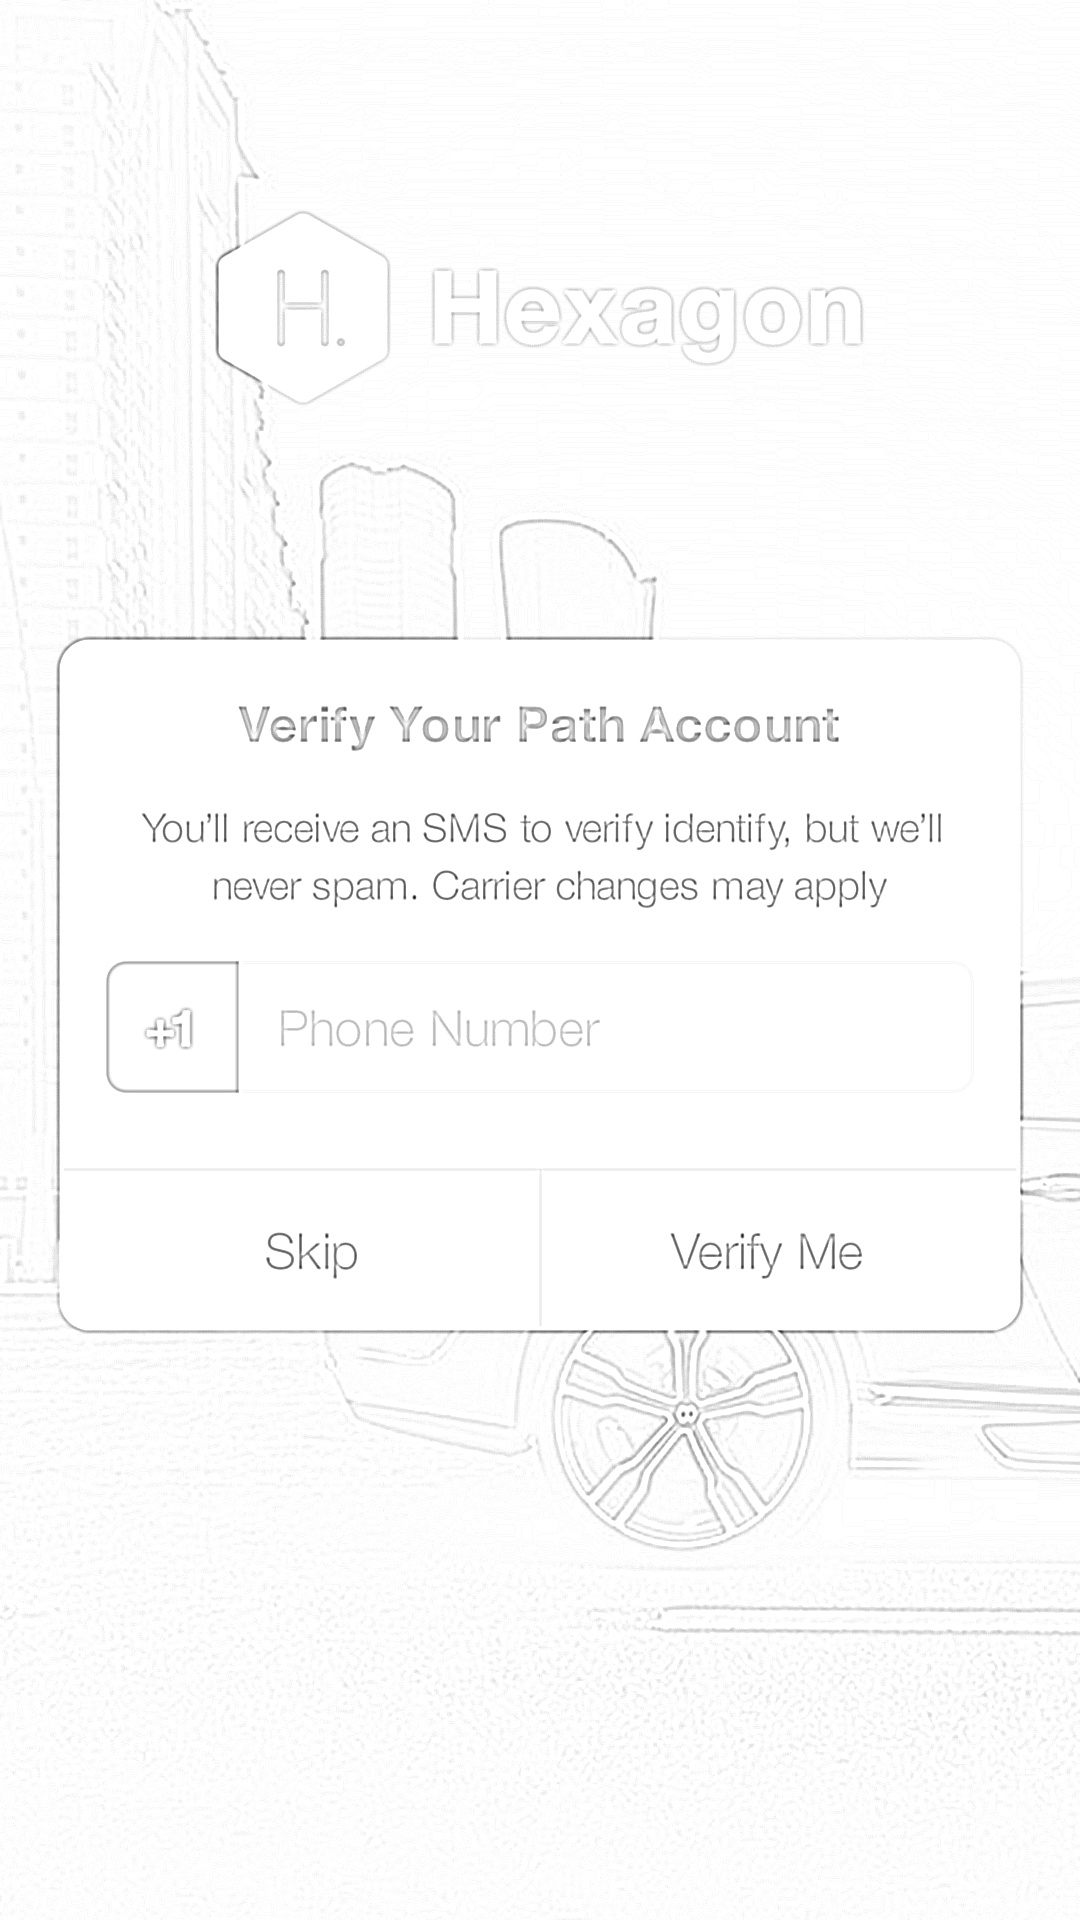 H.
Hexagon
Verify Your Path Account
You’ll receive an SMS to verify identify, but we’ll
never spam. Carrier changes may apply
+1
Phone Number
Skip
Verify Me